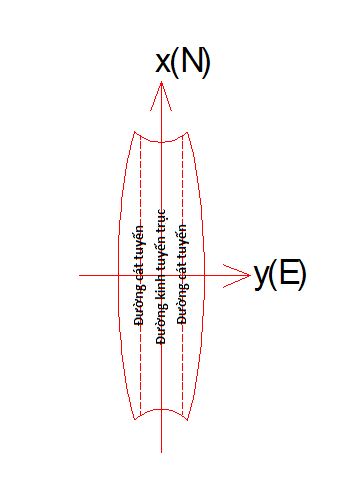 x(N)
Đường cát tuyến
Đường kinh tuyến trục
Đường cát tuyến
y(E)